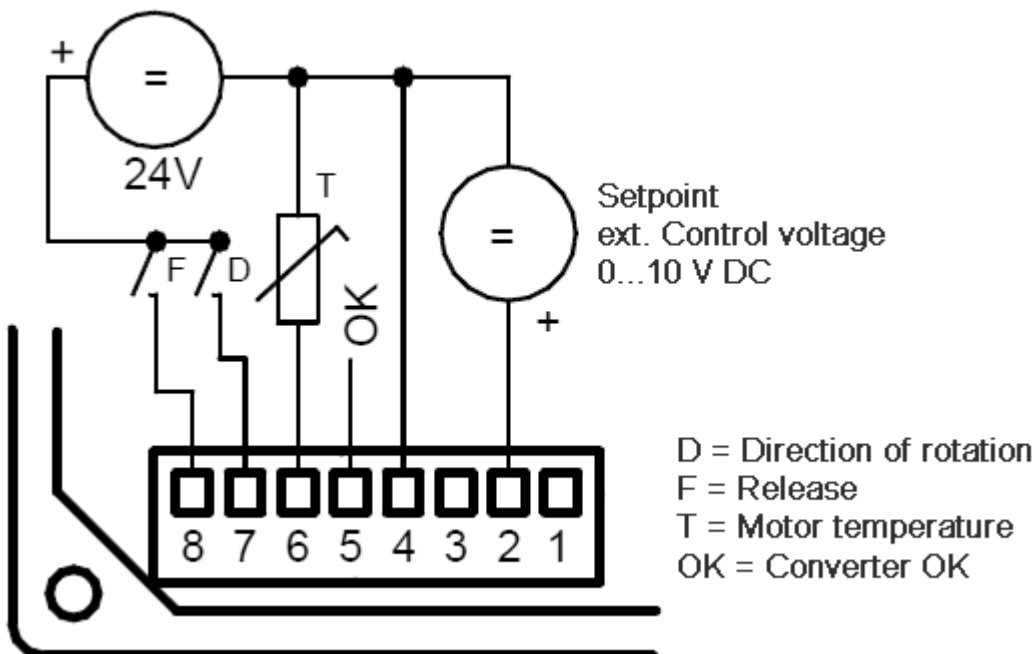 +
=
24V
T
F
D
OK
Setpoint
ext. Control voltage
0...10 V DC
=
+
8 7 6 5 4 3 2 1
D = Direction of rotation
F = Release
T = Motor temperature
OK = Converter OK